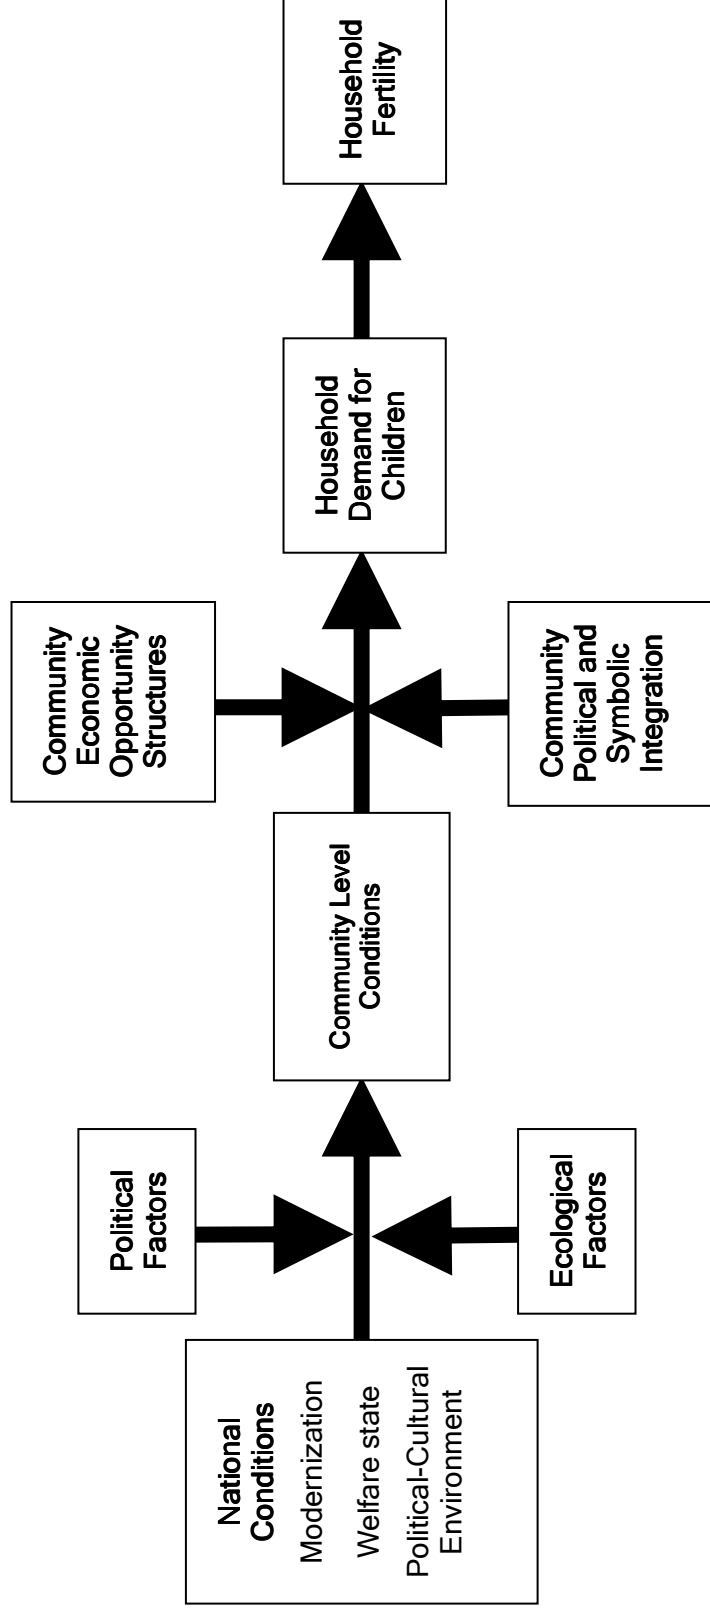 National
Conditions
Modernization
Welfare state
Political-Cultural
Environment
Political
Factors
Ecological
Factors
Community Level
Conditions
Community
Economic
Opportunity
Structures
Community
Political and
Symbolic
Integration
Household
Demand for
Children
Household
Fertility